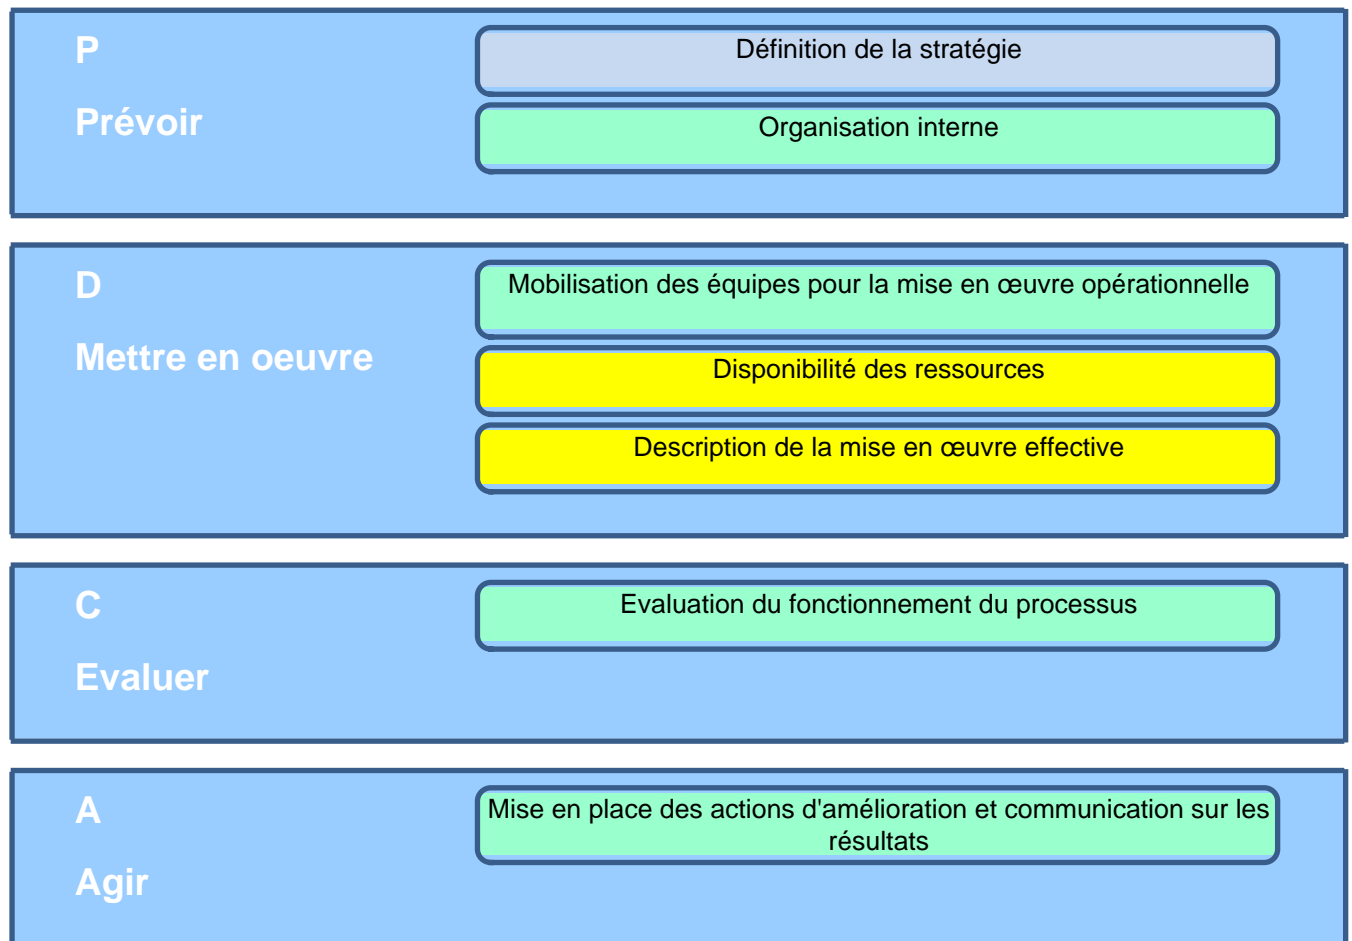 P
Prévoir
Définition de la stratégie
Organisation interne
D
Mettre en oeuvre
Mobilisation des équipes pour la mise en œuvre opérationnelle
Disponibilité des ressources
Description de la mise en œuvre effective
C
Evaluer
Evaluation du fonctionnement du processus
A
Agir
Mise en place des actions d'amélioration et communication sur les
résultats